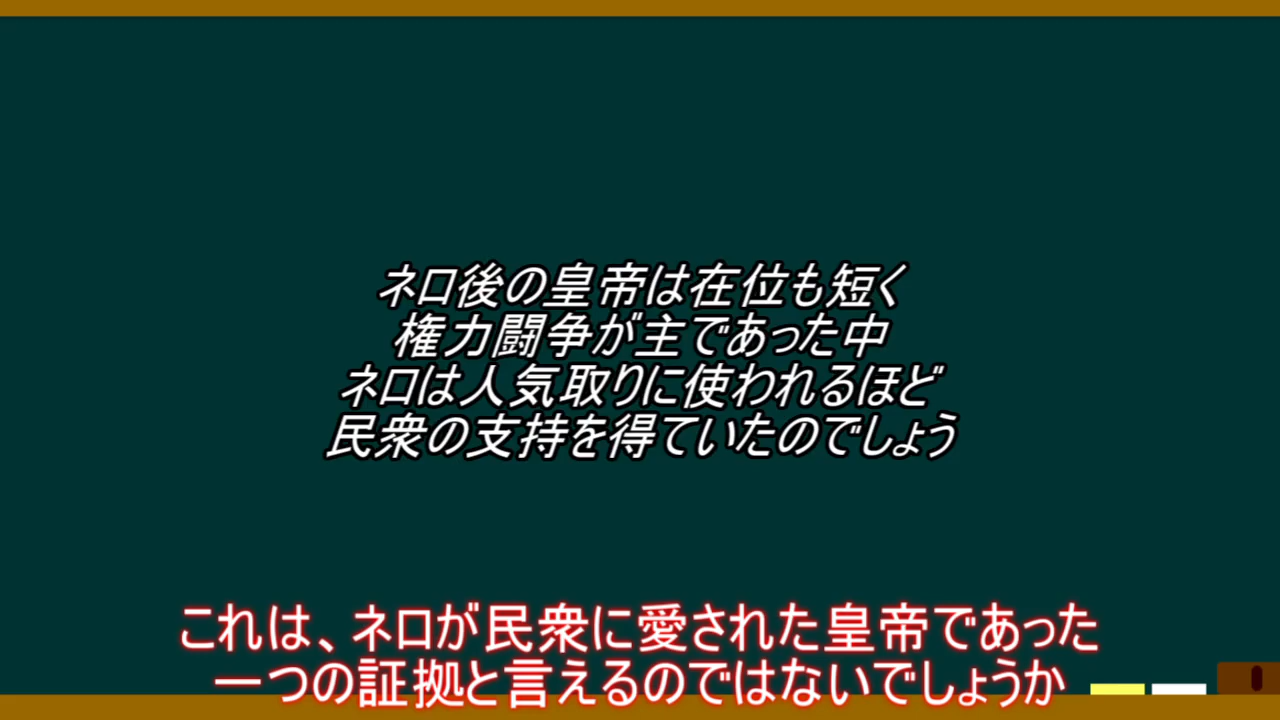 ネロ後の皇帝は在位も短く
権力闘争が主であった中
ネロは人気取りに使われるほど
民衆の支持を得ていたのでしょう
これは、ネロが民衆に愛された皇帝であった
一つの証拠と言えるのではないでしょうか